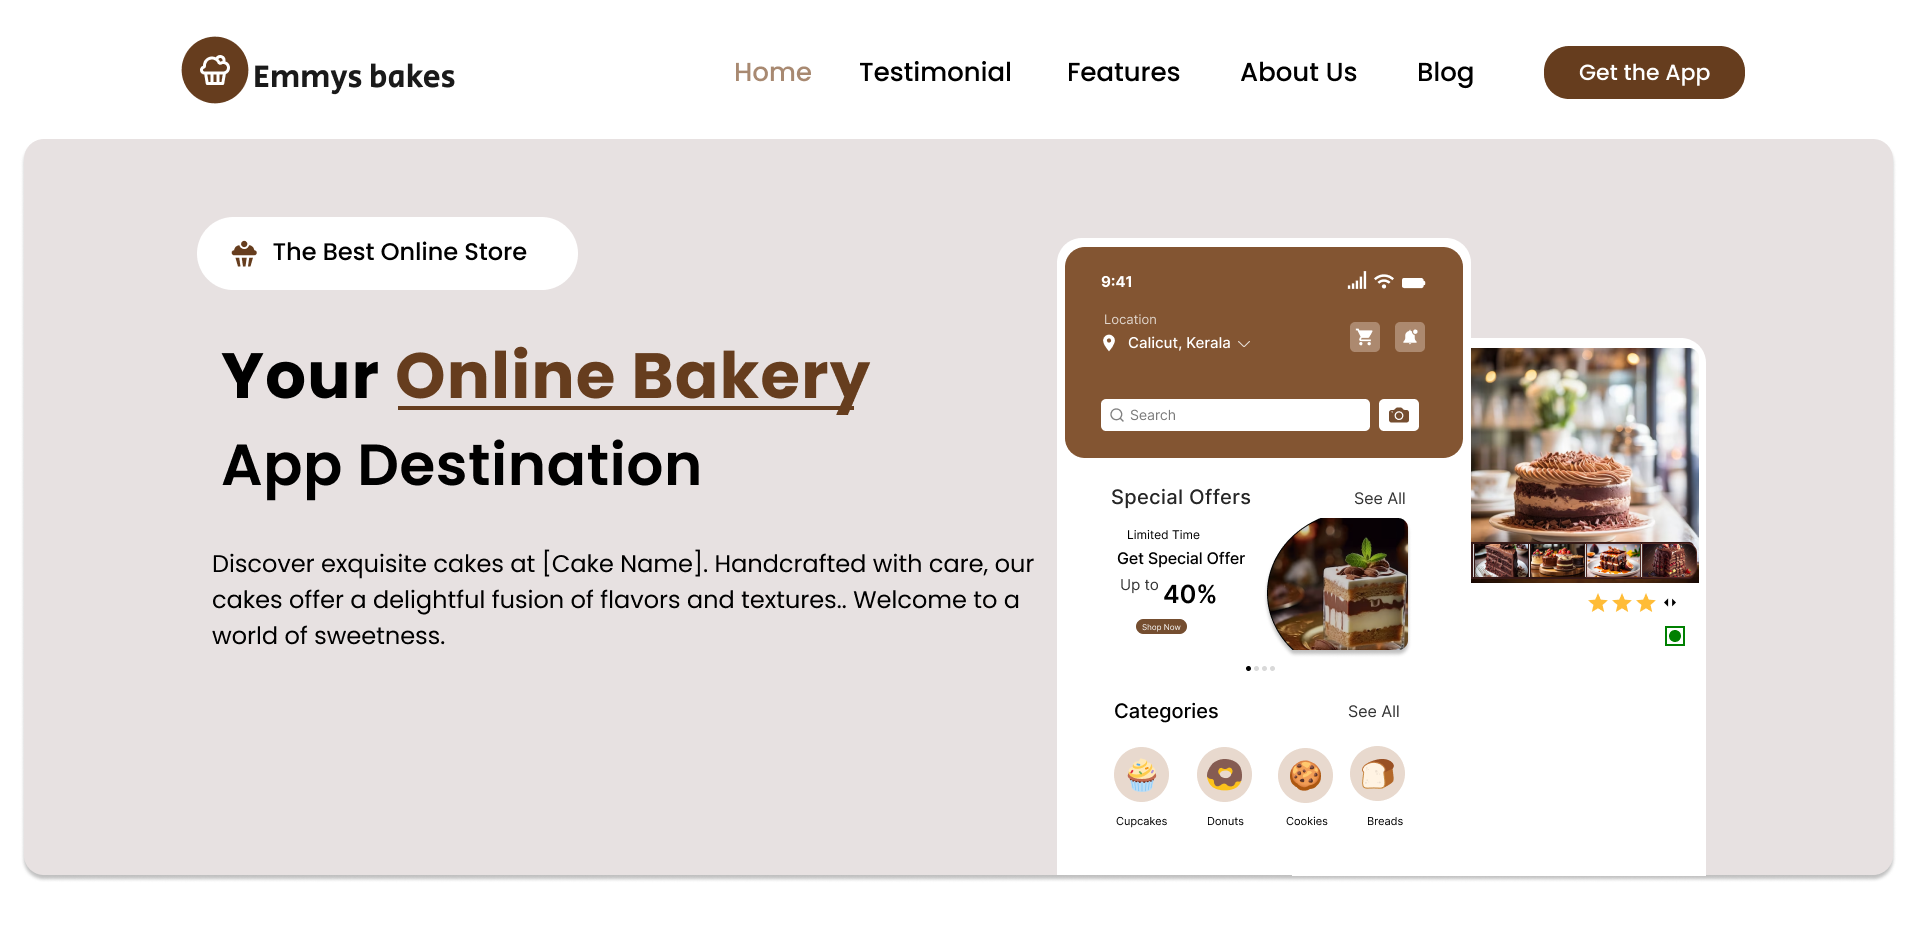 Emmys bakes
Home
Testimonial
Features
About Us
Blog
Get the App
The Best Online Store
Your Online Bakery
App Destination
Discover exquisite cakes at [Cake Name]. Handcrafted with care, our
cakes offer a delightful fusion of flavors and textures.. Welcome to a
world of sweetness.
9:41
Location
Calicut, Kerala
Search
Special Offers
See All
Limited Time
Get Special Offer
Up to 40%
Shop Now
Categories
See All
Cupcakes
Donuts
Cookies
Breads